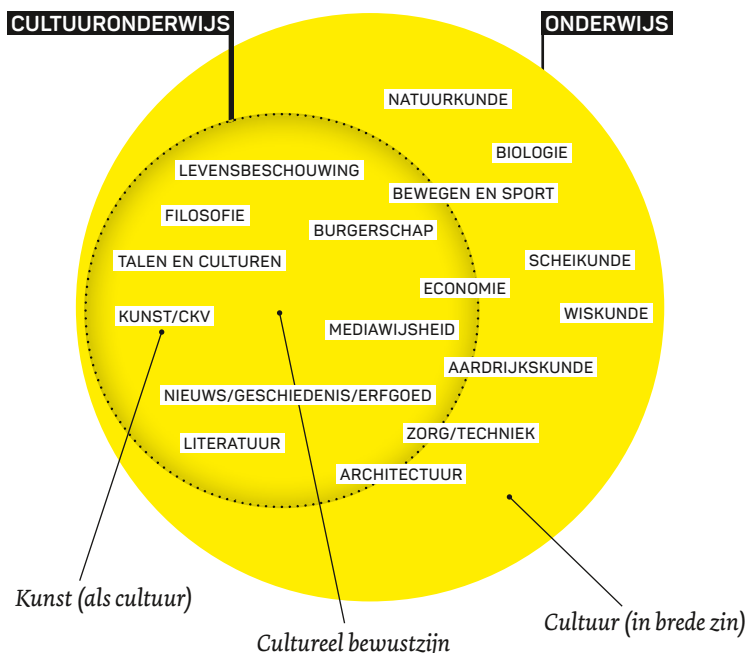 CULTUURONDERWIJS
ONDERWIJS
NATUURKUNDE
BIOLOGIE
LEVENSBESCHOUWING
BEWEGEN EN SPORT
FILOSOFIE
BURGERSCHAP
TALEN EN CULTUREN
SCHEIKUNDE
ECONOMIE
KUNST/CKV
WISKUNDE
MEDIAWIJSHEID
AARDRIJKSKUNDE
NIEUWS/GESCHIEDENIS/ERFGOED
ZORG/TECHNIEK
LITERATUUR
ARCHITECTUUR
Kunst (als cultuur)
Cultuur (in brede zin)
Cultureel bewustzijn